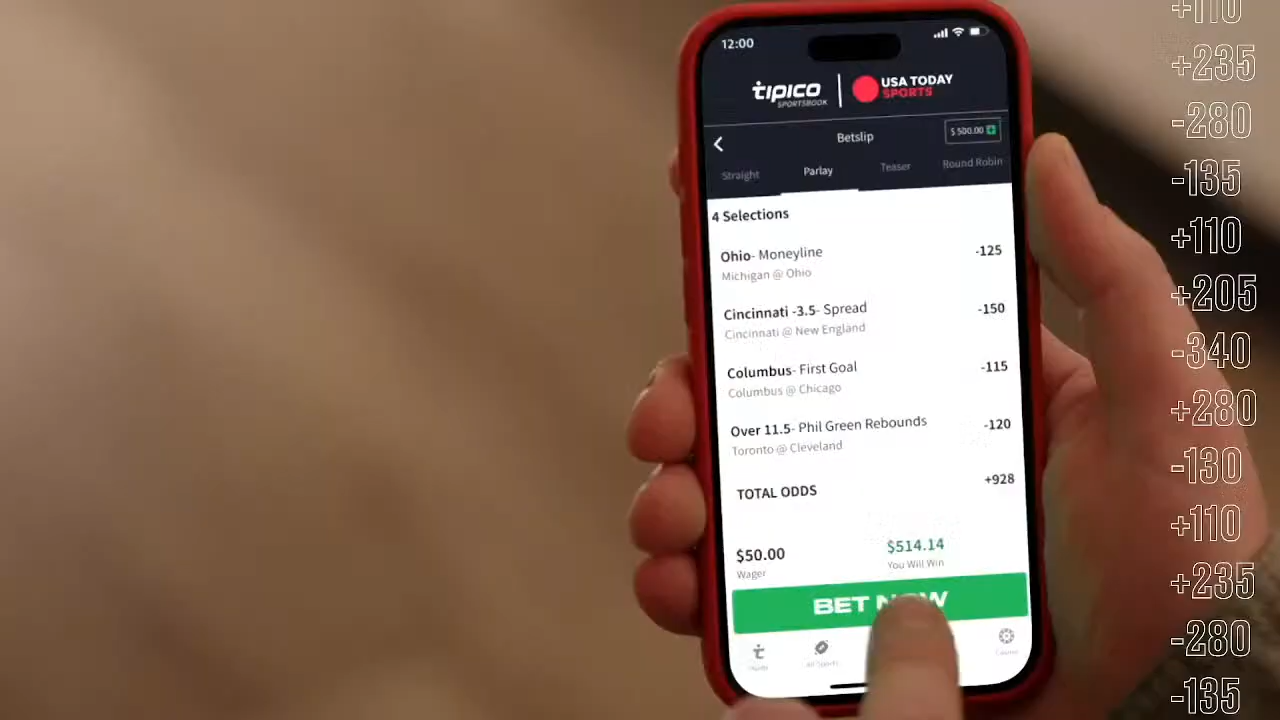 12:00
tipico
SPORTSBOOK
USA TODAY
SPORTS
Betslip
$ 500.00
Straight
Parlay
Teaser
Round Robin
4 Selections
Ohio- Moneyline
-125
Michigan @ Ohio
Cincinnati -3.5- Spread
-150
Cincinnati @ New England
Columbus- First Goal
-115
Columbus @ Chicago
Over 11.5- Phil Green Rebounds
-120
Toronto @ Cleveland
TOTAL ODDS
+928
$50.00
Wager
$514.14
You Will Win
BET NOW
All Sports
Casino
+110
+235
-280
-135
+110
+205
-340
+280
-130
+110
+235
-280
-135